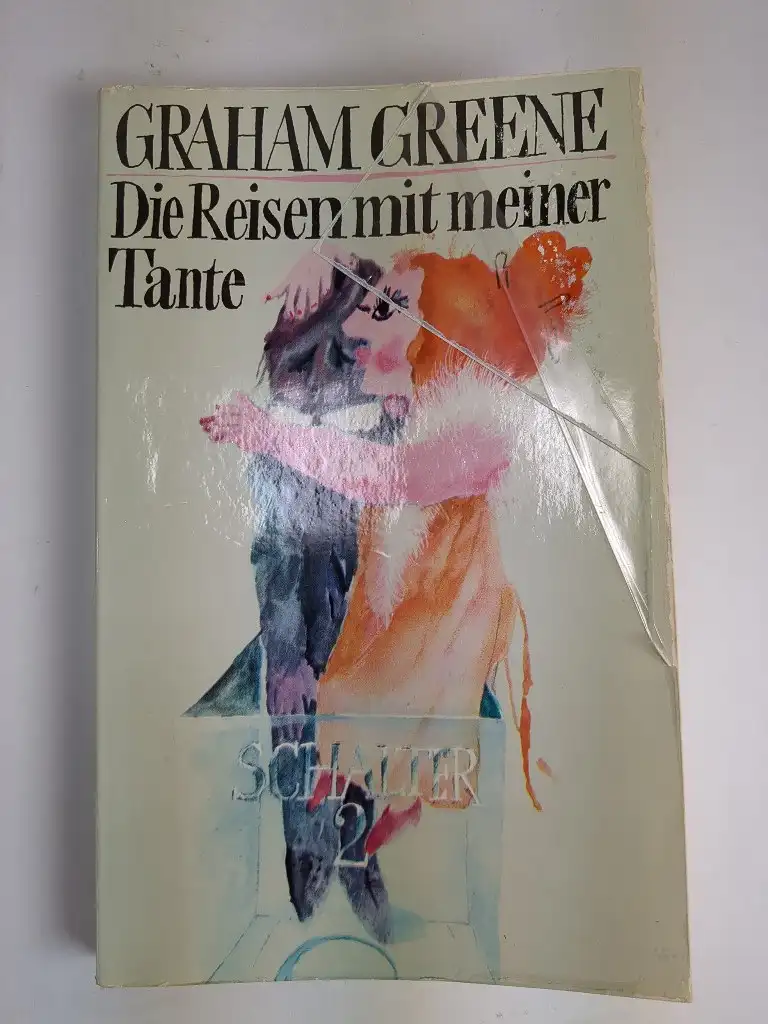 GRAHAM GREENE
Die Reisen mit meiner
Tante
SCHALTER
2